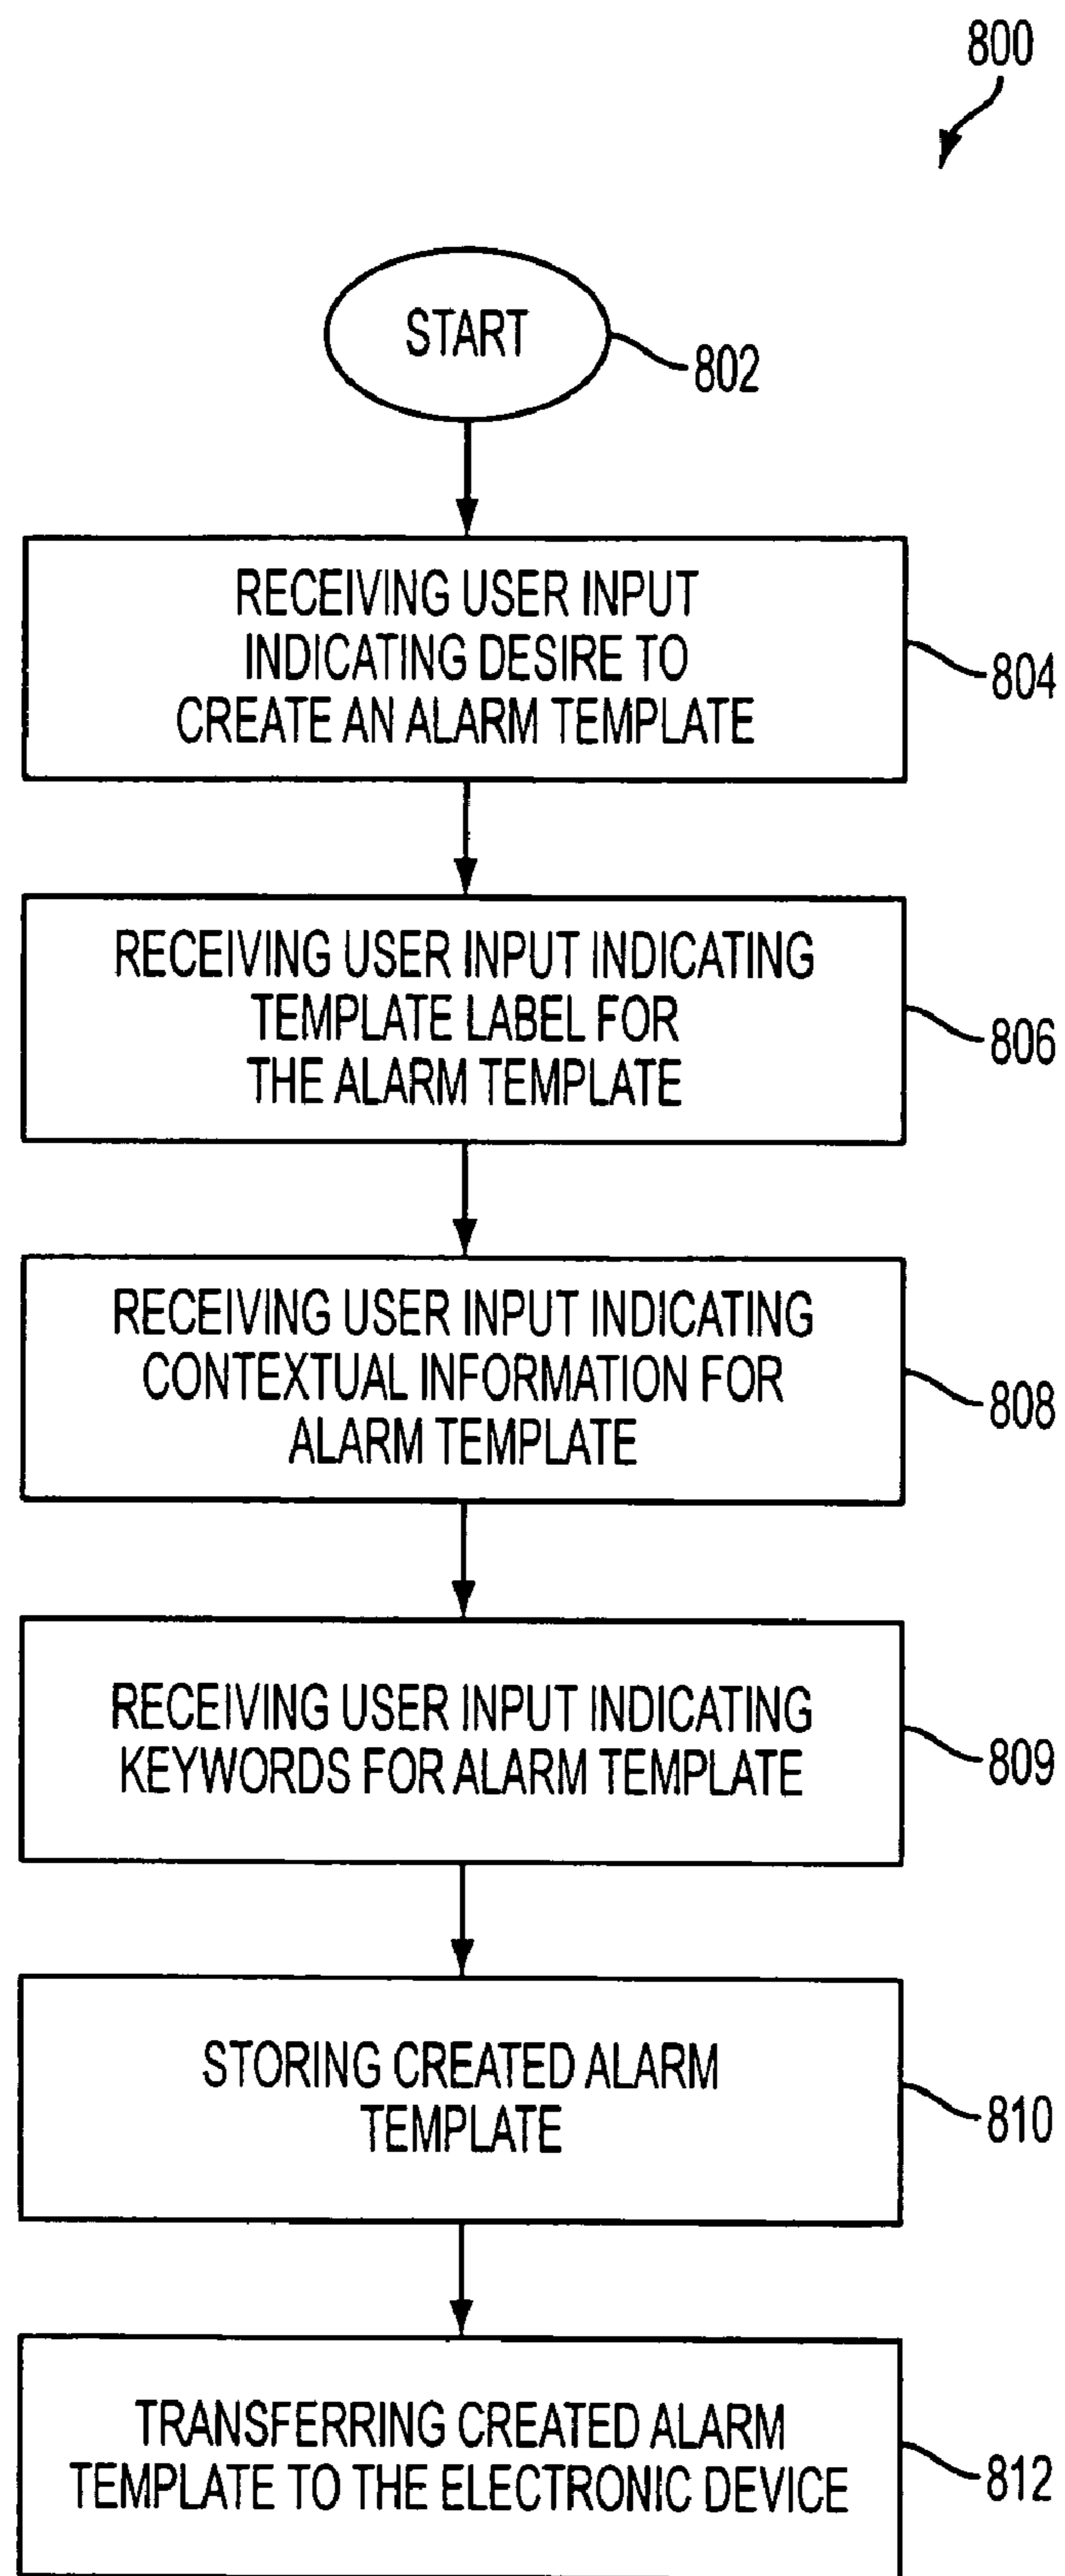 800
START
802
RECEIVING USER INPUT
INDICATING DESIRE TO
CREATE AN ALARM TEMPLATE
804
RECEIVING USER INPUT INDICATING
TEMPLATE LABEL FOR
THE ALARM TEMPLATE
806
RECEIVING USER INPUT INDICATING
CONTEXTUAL INFORMATION FOR
ALARM TEMPLATE
808
RECEIVING USER INPUT INDICATING
KEYWORDS FOR ALARM TEMPLATE
809
STORING CREATED ALARM
TEMPLATE
810
TRANSFERRING CREATED ALARM
TEMPLATE TO THE ELECTRONIC DEVICE
812